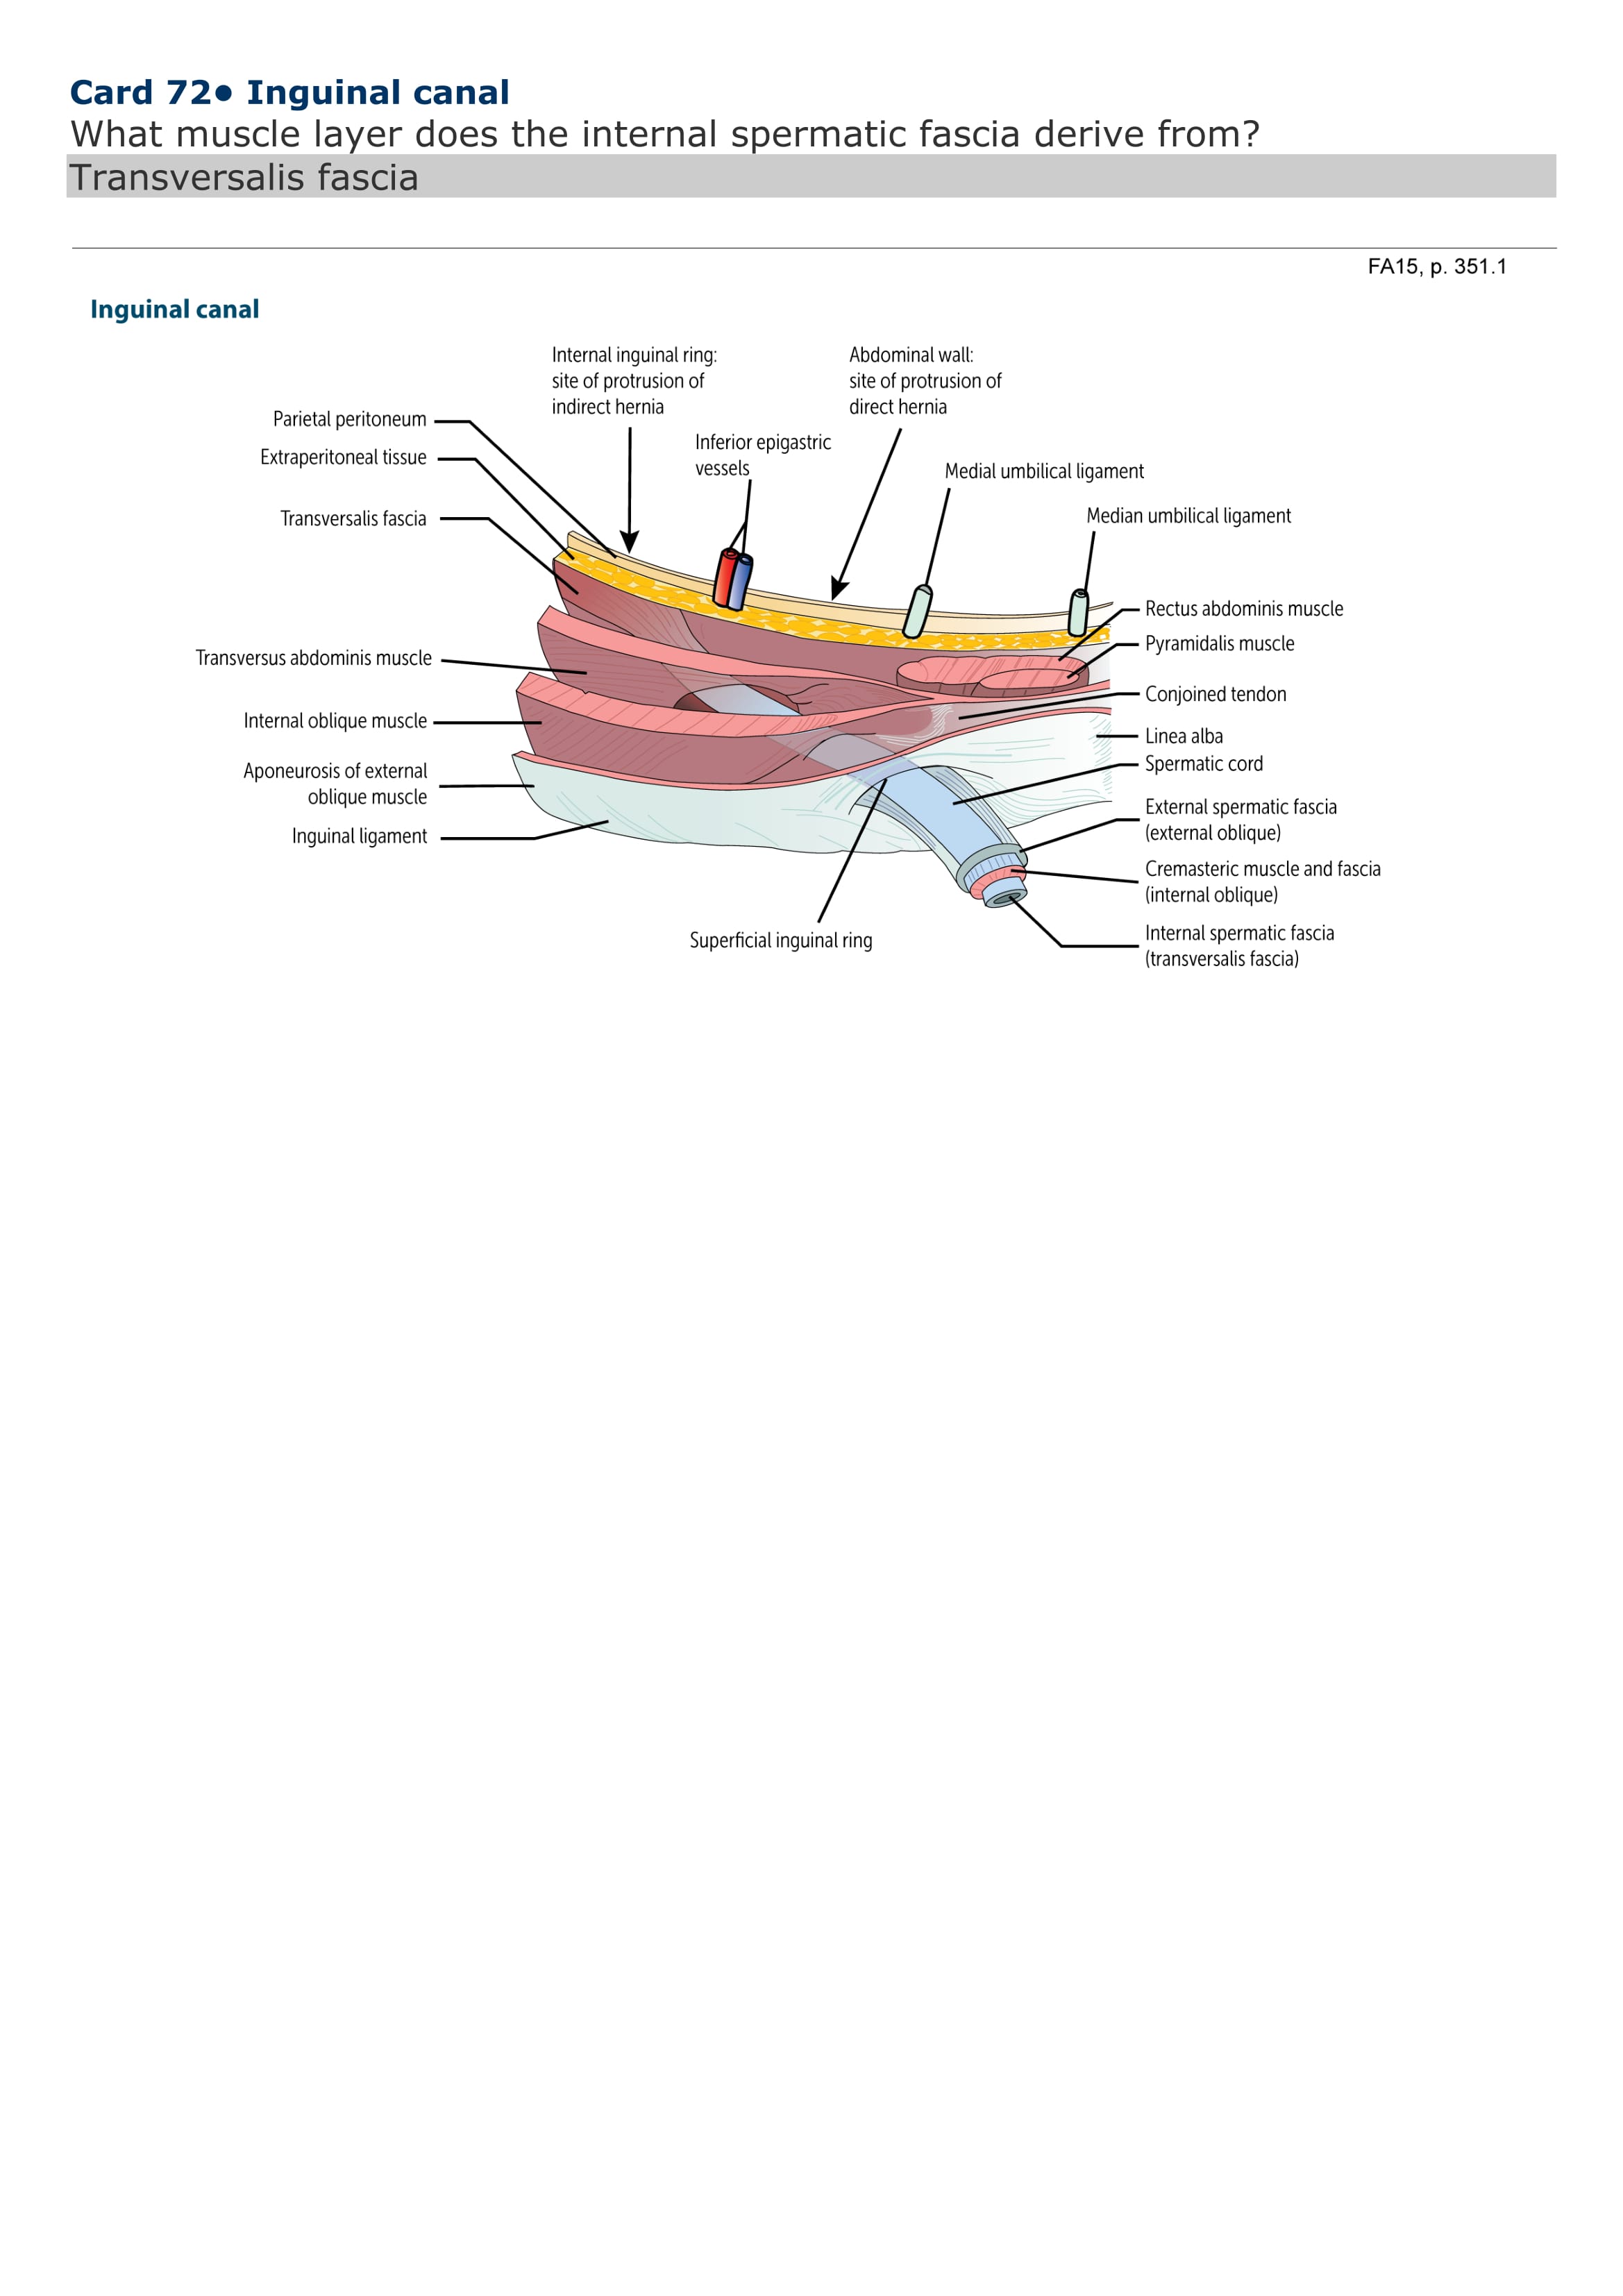 Card 72● Inguinal canal
What muscle layer does the internal spermatic fascia derive from?
Transversalis fascia
FA15, p. 351.1
Inguinal canal
Internal inguinal ring:
site of protrusion of
indirect hernia
Abdominal wall:
site of protrusion of
direct hernia
Parietal peritoneum
Inferior epigastric
vessels
Extraperitoneal tissue
Medial umbilical ligament
Transversalis fascia
Median umbilical ligament
Rectus abdominis muscle
Pyramidalis muscle
Transversus abdominis muscle
Conjoined tendon
Internal oblique muscle
Linea alba
Spermatic cord
Aponeurosis of external
oblique muscle
External spermatic fascia
(external oblique)
Inguinal ligament
Cremasteric muscle and fascia
(internal oblique)
Superficial inguinal ring
Internal spermatic fascia
(transversalis fascia)